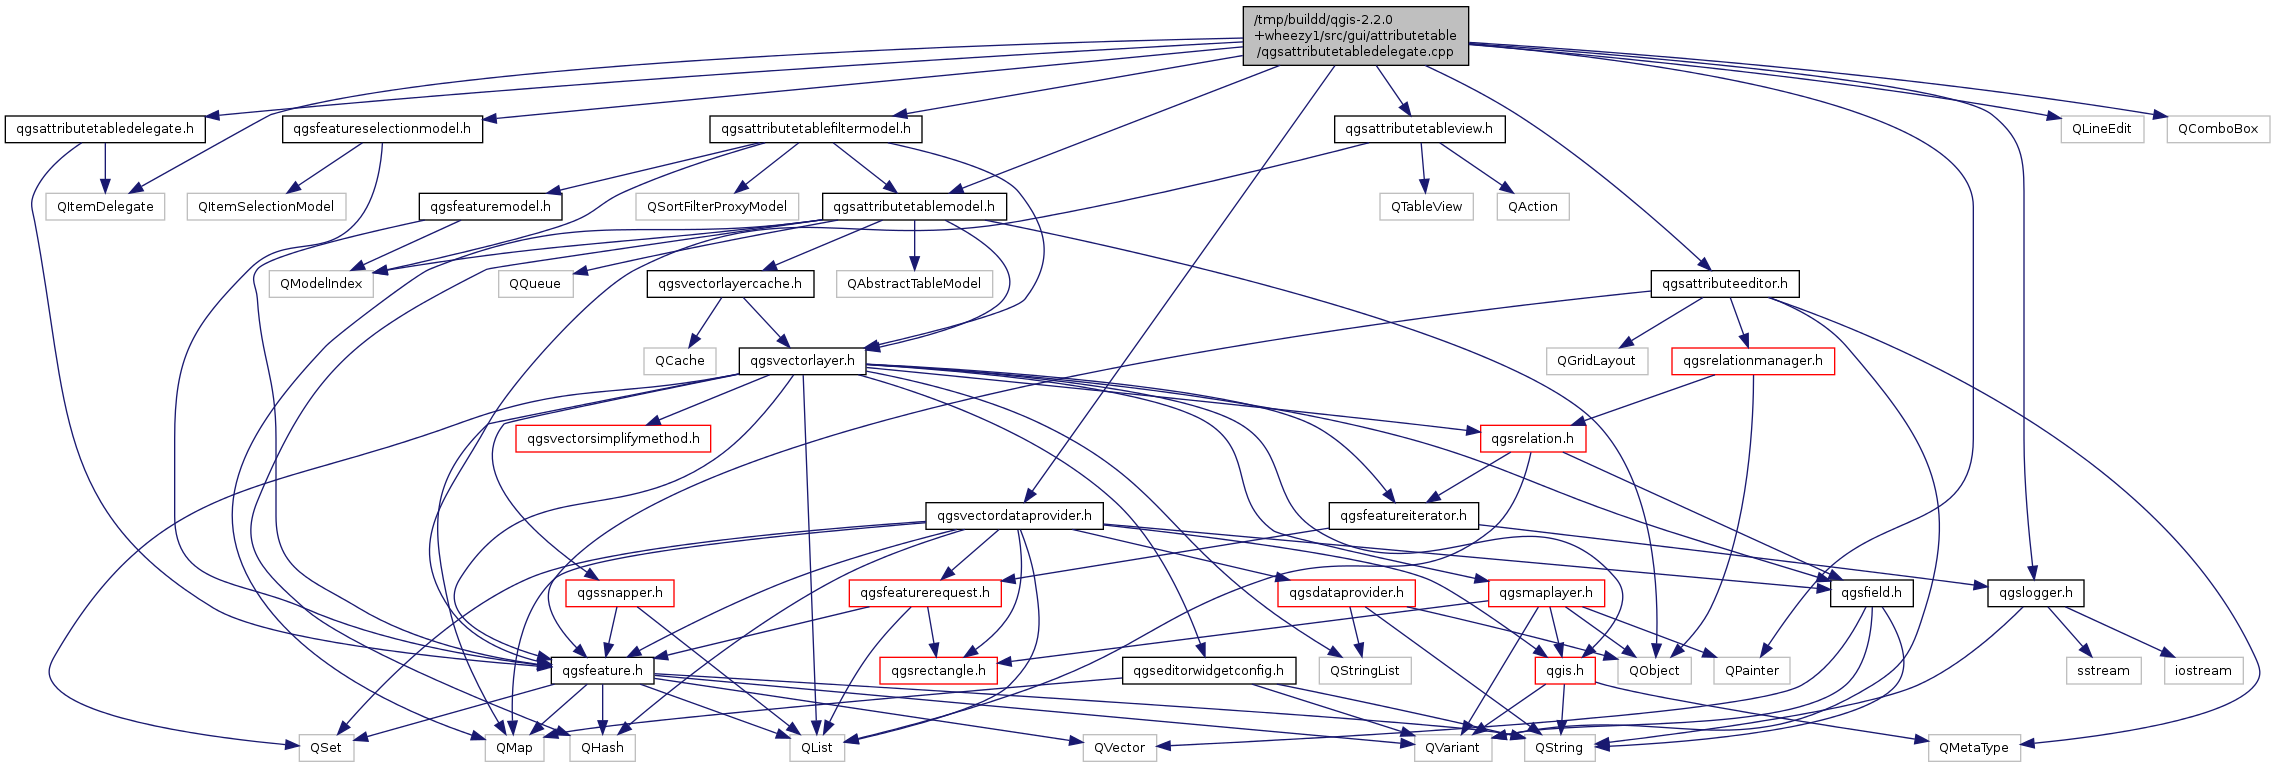 /tmp/buildd/qgis-2.2.0
+wheezy1/src/gui/attributetable
/qgsattributetabledelegate.cpp
qgsattributetabledelegate.h
qgsfeatureselectionmodel.h
qgsattributetablefiltermodel.h
qgsattributetableview.h
QLineEdit
QComboBox
QItemDelegate
QItemSelectionModel
qgsfeaturemodel.h
QSortFilterProxyModel
qgsattributetablemodel.h
QTableView
QAction
QModelIndex
QQueue
qgsvectorlayercache.h
QAbstractTableModel
qgsattributeeditor.h
QCache
qgsvectorlayer.h
QGridLayout
qgsrelationmanager.h
qgsvectorsimplifymethod.h
qgsrelation.h
qgsvectordataprovider.h
qgsfeatureiterator.h
qgssnapper.h
qgsfeaturerequest.h
qgsdataprovider.h
qgsmaplayer.h
qgsfield.h
qgslogger.h
qgsfeature.h
qgsrectangle.h
qgseditorwidgetconfig.h
QStringList
qgis.h
QObject
QPainter
sstream
iostream
QSet
QMap
QHash
QList
QVector
QVariant
QString
QMetaType